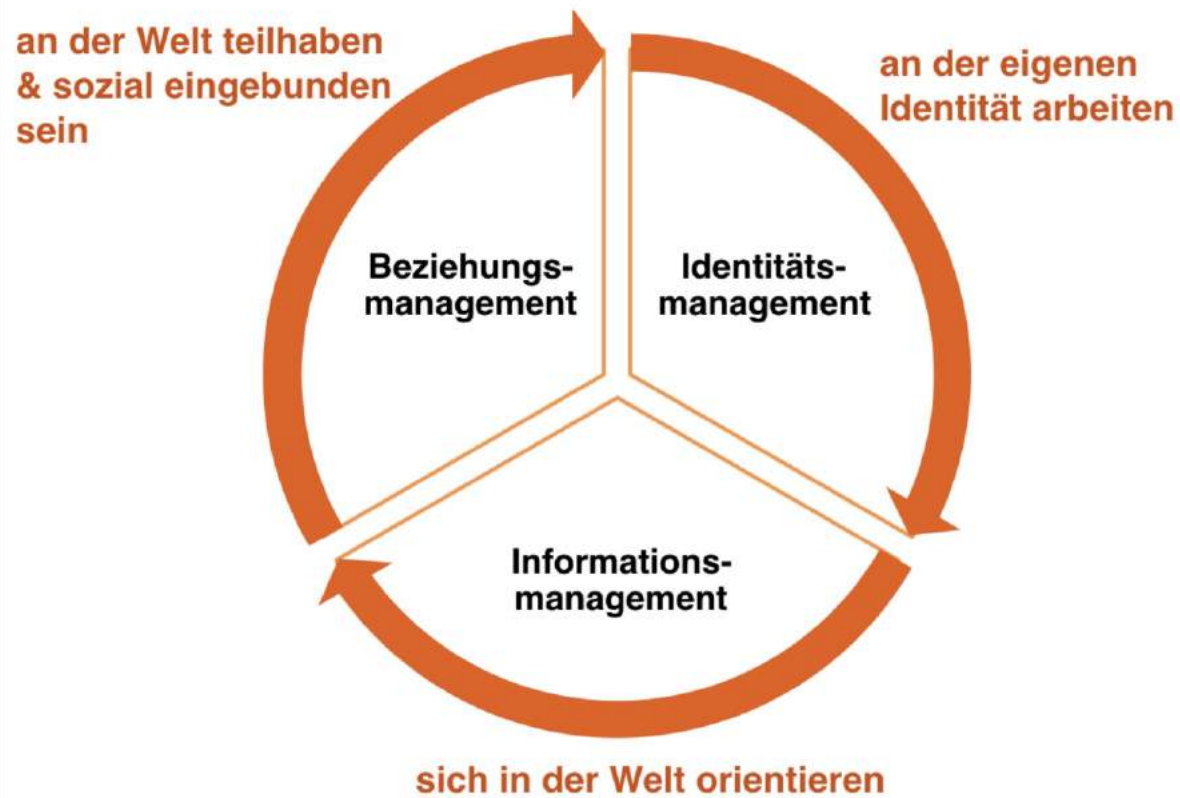 an der Welt teilhaben
& sozial eingebunden
sein
an der eigenen
Identität arbeiten
Beziehungs-
management
Identitäts-
management
Informations-
management
sich in der Welt orientieren